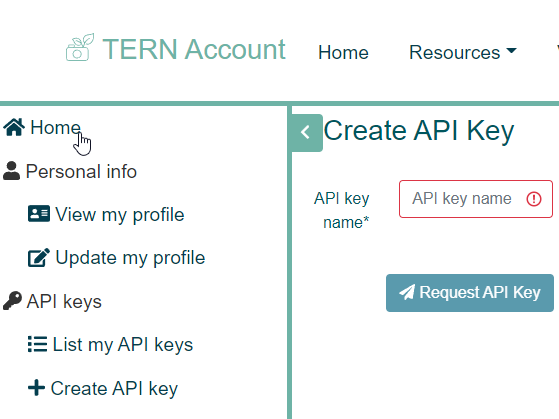 TERN Account
Home
Resources
Home
Personal info
View my profile
Update my profile
API keys
List my API keys
Create API key
Create API Key
API key
name*
API key name
Request API Key